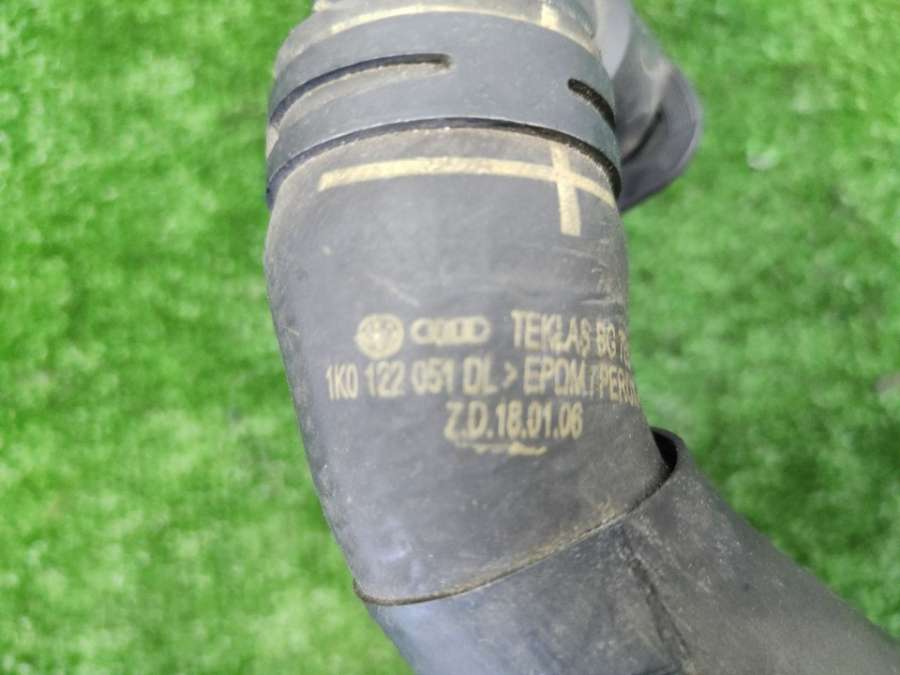 TEKLAS BG
1K0 122 051 DL > EPDM /
Z.D.18.01.06